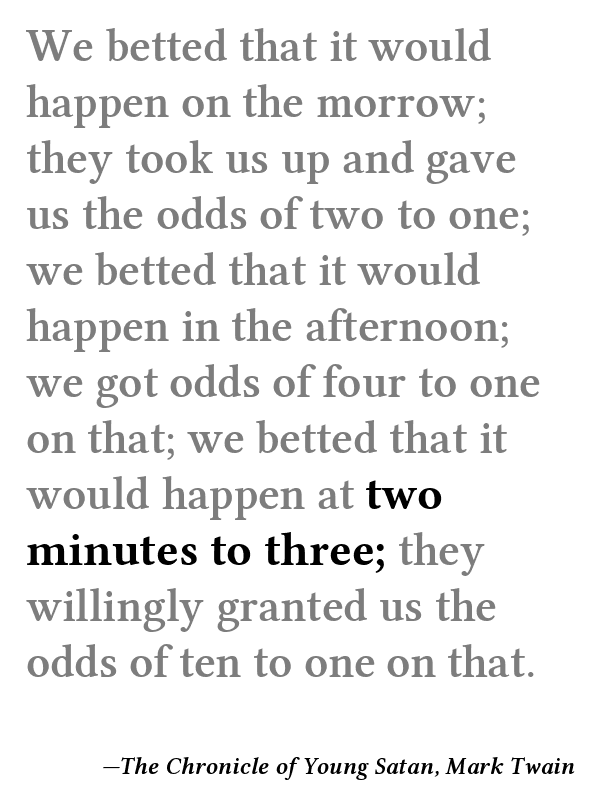 We betted that it would
happen on the morrow;
they took us up and gave
us the odds of two to one;
we betted that it would
happen in the afternoon;
we got odds of four to one
on that; we betted that it
would happen at two
minutes to three; they
willingly granted us the
odds of ten to one on that.
—The Chronicle of Young Satan, Mark Twain